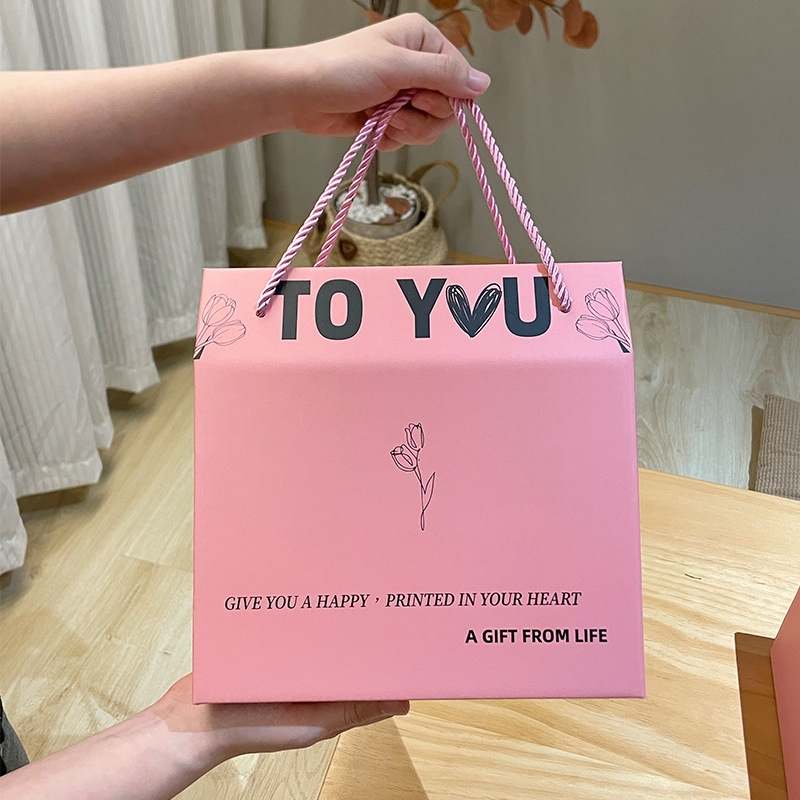 TO YOU
GIVE YOU A HAPPY，PRINTED IN YOUR HEART
A GIFT FROM LIFE